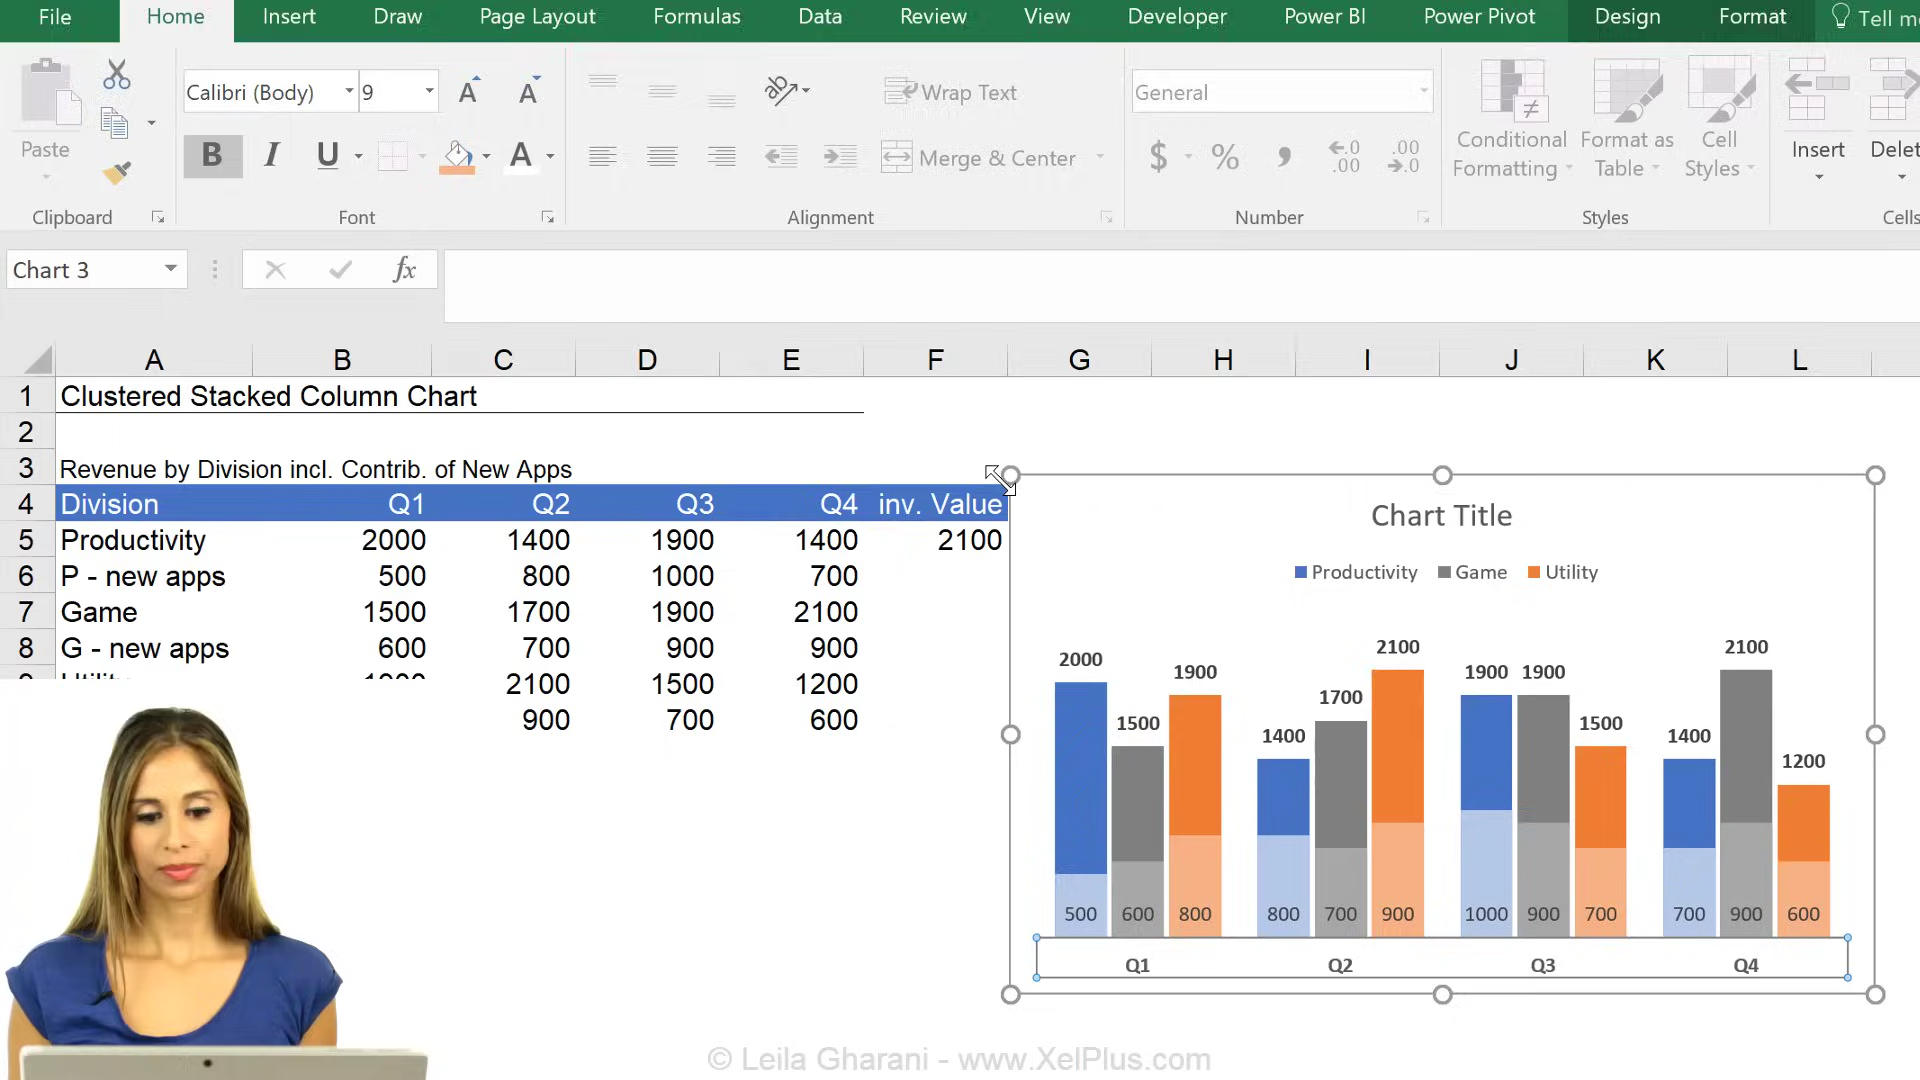 File Home Insert Draw Page Layout Formulas Data Review View Developer Power BI Power Pivot Design Format Tell
Calibri (Body) 9 A A Wrap Text General
Paste B I U A Merge & Center $ % , .00 .00 Conditional Formatting Format as Table Cell Styles Insert
Clipboard Font Alignment Number Styles
Chart 3 fx
A B C D E F G H I J K L
1 Clustered Stacked Column Chart
2
3 Revenue by Division incl. Contrib. of New Apps
4 Division Q1 Q2 Q3 Q4 inv. Value
5 Productivity 2000 1400 1900 1400 2100
6 P - new apps 500 800 1000 700
7 Game 1500 1700 1900 2100
8 G - new apps 600 700 900 900
2100 1500 1200
900 700 600
Chart Title
Productivity Game Utility
2000 1500 1900 1400 1700 2100 1900 1900 1500 1400 2100 1200
500 600 800 800 700 900 1000 900 700 700 900 600
Q1 Q2 Q3 Q4
© Leila Gharani - www.XelPlus.com